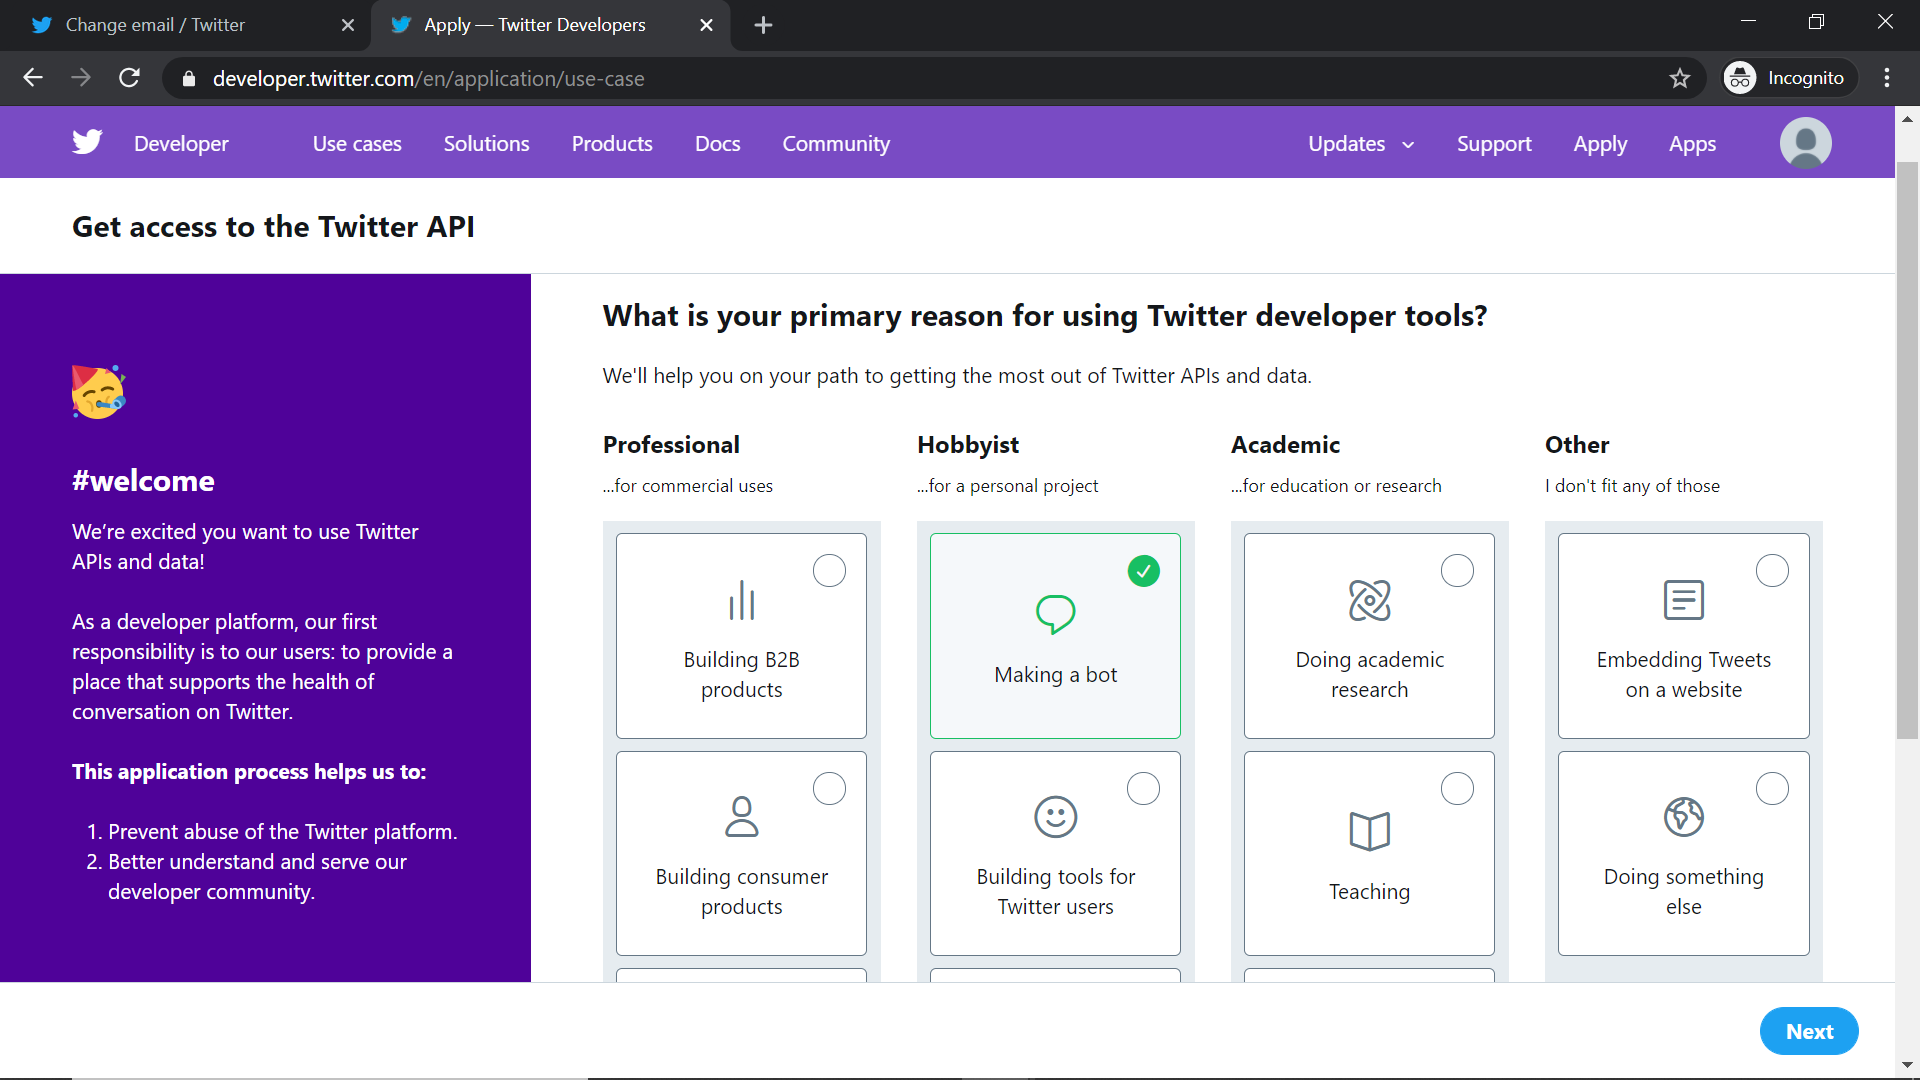 Change email / Twitter
Apply — Twitter Developers
developer.twitter.com/en/application/use-case
Incognito
Developer
Use cases
Solutions
Products
Docs
Community
Updates
Support
Apply
Apps
Get access to the Twitter API
#welcome
We're excited you want to use Twitter
APIs and data!
As a developer platform, our first
responsibility is to our users: to provide a
place that supports the health of
conversation on Twitter.
This application process helps us to:
1. Prevent abuse of the Twitter platform.
2. Better understand and serve our
developer community.
What is your primary reason for using Twitter developer tools?
We'll help you on your path to getting the most out of Twitter APIs and data.
Professional
...for commercial uses
Building B2B
products
Building consumer
products
Hobbyist
...for a personal project
Making a bot
Building tools for
Twitter users
Academic
...for education or research
Doing academic
research
Teaching
Other
I don't fit any of those
Embedding Tweets
on a website
Doing something
else
Next